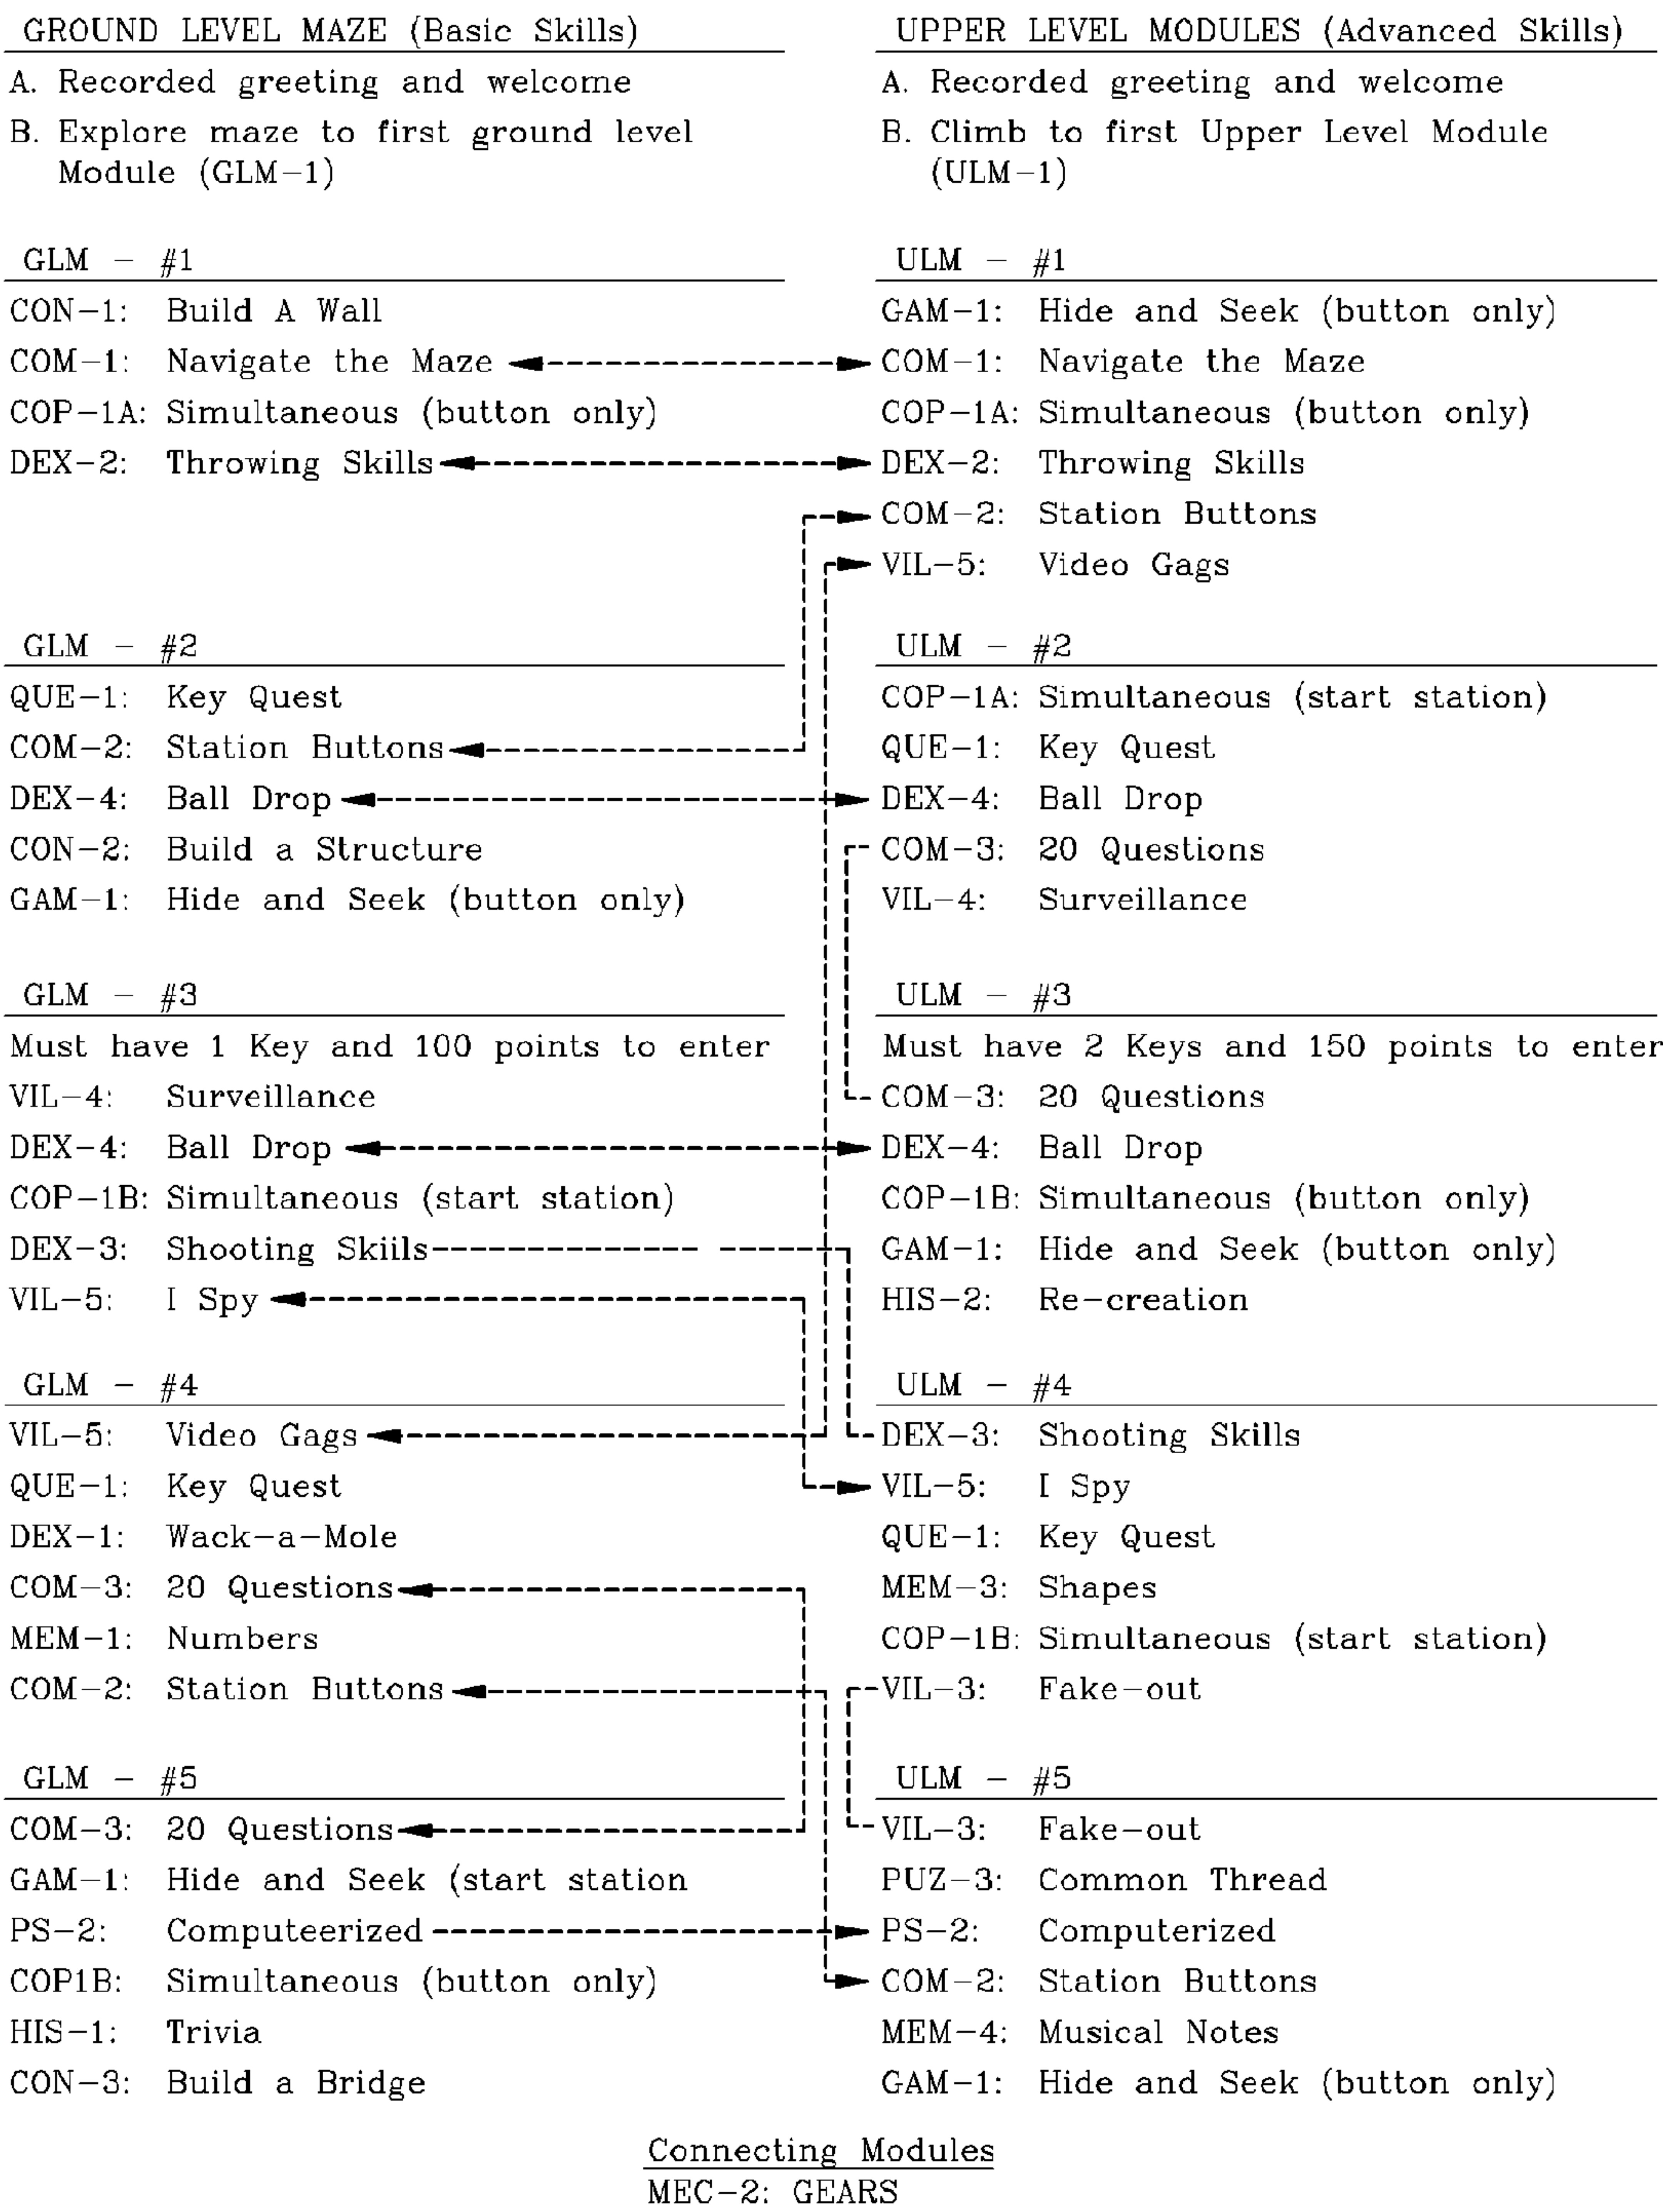 GROUND LEVEL MAZE (Basic Skills)
A. Recorded greeting and welcome
B. Explore maze to first ground level
Module (GLM-1)
GLM - #1
CON-1: Build A Wall
COM-1: Navigate the Maze
COP-1A: Simultaneous (button only)
DEX-2: Throwing Skills
GLM - #2
QUE-1: Key Quest
COM-2: Station Buttons
DEX-4: Ball Drop
CON-2: Build a Structure
GAM-1: Hide and Seek (button only)
GLM - #3
Must have 1 Key and 100 points to enter
VIL-4: Surveillance
DEX-4: Ball Drop
COP-1B: Simultaneous (start station)
DEX-3: Shooting Skiils
VIL-5: I Spy
GLM - #4
VIL-5: Video Gags
QUE-1: Key Quest
DEX-1: Wack-a-Mole
COM-3: 20 Questions
MEM-1: Numbers
COM-2: Station Buttons
GLM - #5
COM-3: 20 Questions
GAM-1: Hide and Seek (start station
PS-2: Computeerized
COP1B: Simultaneous (button only)
HIS-1: Trivia
CON-3: Build a Bridge
UPPER LEVEL MODULES (Advanced Skills)
A. Recorded greeting and welcome
B. Climb to first Upper Level Module
(ULM-1)
ULM - #1
GAM-1: Hide and Seek (button only)
COM-1: Navigate the Maze
COP-1A: Simultaneous (button only)
DEX-2: Throwing Skills
COM-2: Station Buttons
VIL-5: Video Gags
ULM - #2
COP-1A: Simultaneous (start station)
QUE-1: Key Quest
DEX-4: Ball Drop
COM-3: 20 Questions
VIL-4: Surveillance
ULM - #3
Must have 2 Keys and 150 points to enter
COM-3: 20 Questions
DEX-4: Ball Drop
COP-1B: Simultaneous (button only)
GAM-1: Hide and Seek (button only)
HIS-2: Re-creation
ULM - #4
DEX-3: Shooting Skills
VIL-5: I Spy
QUE-1: Key Quest
MEM-3: Shapes
COP-1B: Simultaneous (start station)
VIL-3: Fake-out
ULM - #5
VIL-3: Fake-out
PUZ-3: Common Thread
PS-2: Computerized
COM-2: Station Buttons
MEM-4: Musical Notes
GAM-1: Hide and Seek (button only)
Connecting Modules
MEC-2: GEARS